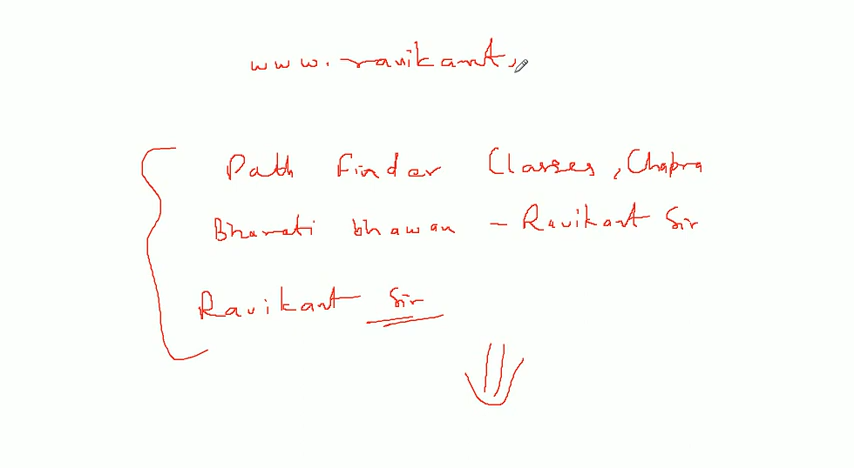 www.ravikant.
Path Finder Classes, Chapra
Bharati bhawan - Ravikant Sir
Ravikant Sir